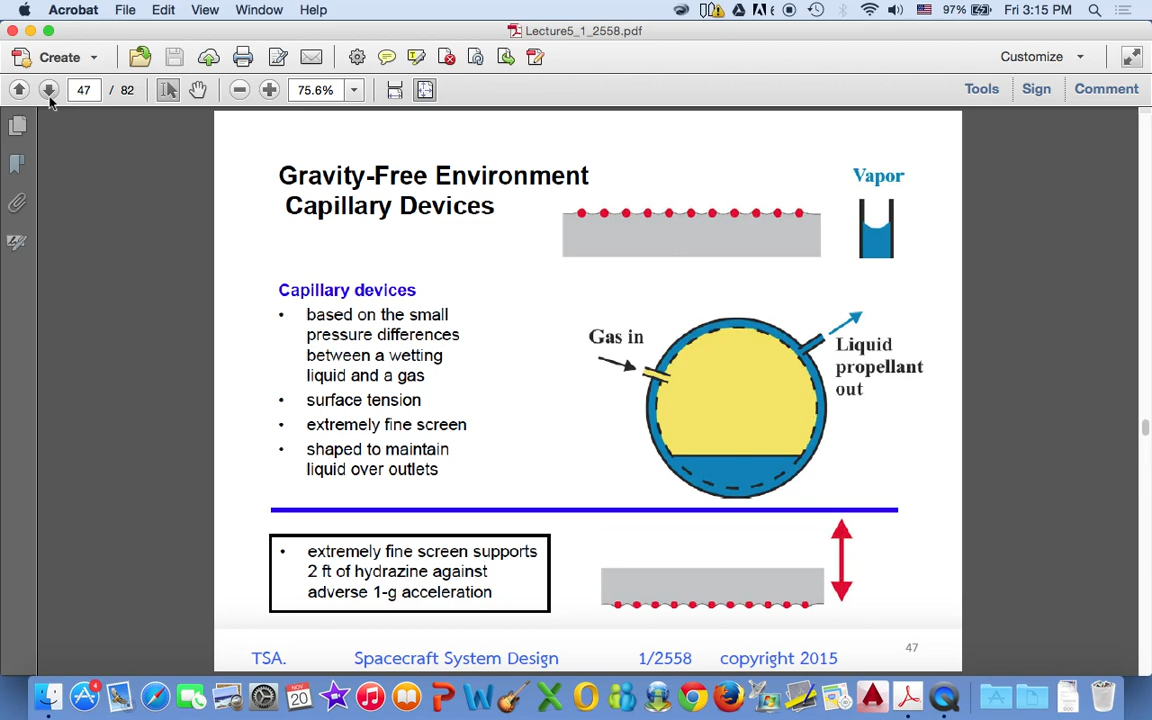 Acrobat File Edit View Window Help
6 97% Fri 3:15 PM
Lecture5_1_2558.pdf
Create Customize
47 / 82 75.6% Tools Sign Comment
Gravity-Free Environment
Capillary Devices
Vapor
Capillary devices
• based on the small
pressure differences
between a wetting
liquid and a gas
• surface tension
• extremely fine screen
• shaped to maintain
liquid over outlets
Gas in
Liquid
propellant
out
• extremely fine screen supports
2 ft of hydrazine against
adverse 1-g acceleration
47
TSA. Spacecraft System Design 1/2558 copyright 2015
4 NOV 20